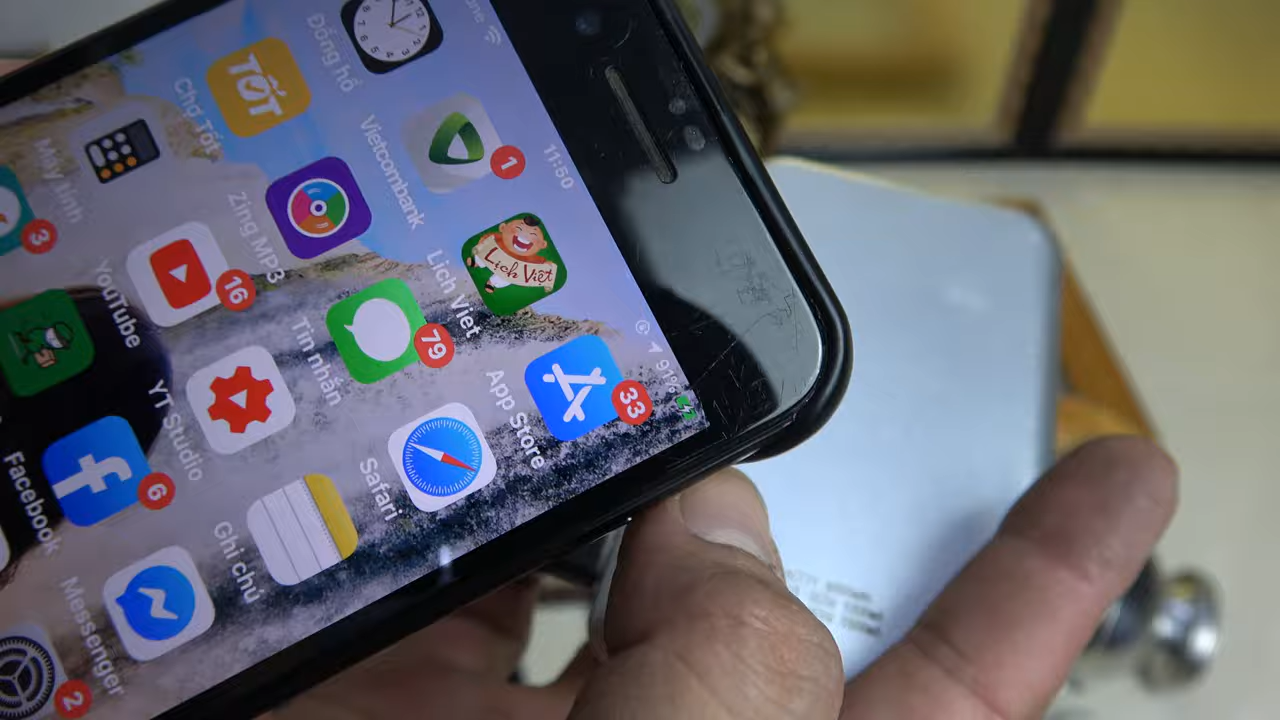 11:50
91%
Vietcombank
1
Đồng hồ
TỐT
Chợ Tốt
Máy tính
Lịch Việt
Lịch Việt
Zing MP3
YouTube
16
3
App Store
33
Tin nhắn
79
YT Studio
Facebook
6
Safari
Ghi chú
Messenger
2